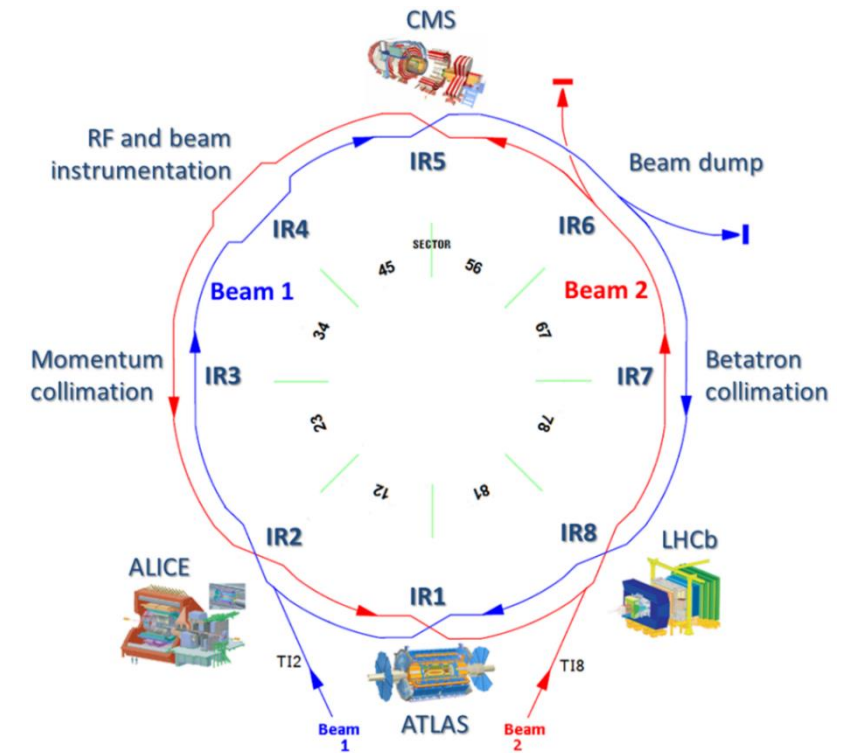 CMS
RF and beam
instrumentation
IR5
Beam dump
IR4
IR6
SECTOR
45
56
Beam 1
Beam 2
34
67
Momentum
collimation
IR3
IR7
Betatron
collimation
23
78
12
81
IR2
IR8
LHCb
ALICE
IR1
TI2
TI8
ATLAS
Beam
1
Beam
2